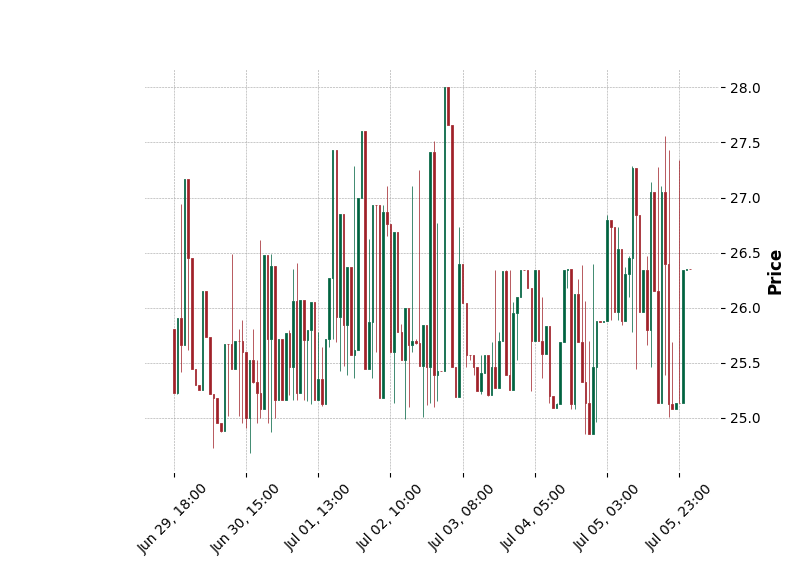 28.0
27.5
27.0
26.5
26.0
25.5
25.0
Price
Jun 29, 18:00
Jun 30, 15:00
Jul 01, 13:00
Jul 02, 10:00
Jul 03, 08:00
Jul 04, 05:00
Jul 05, 03:00
Jul 05, 23:00